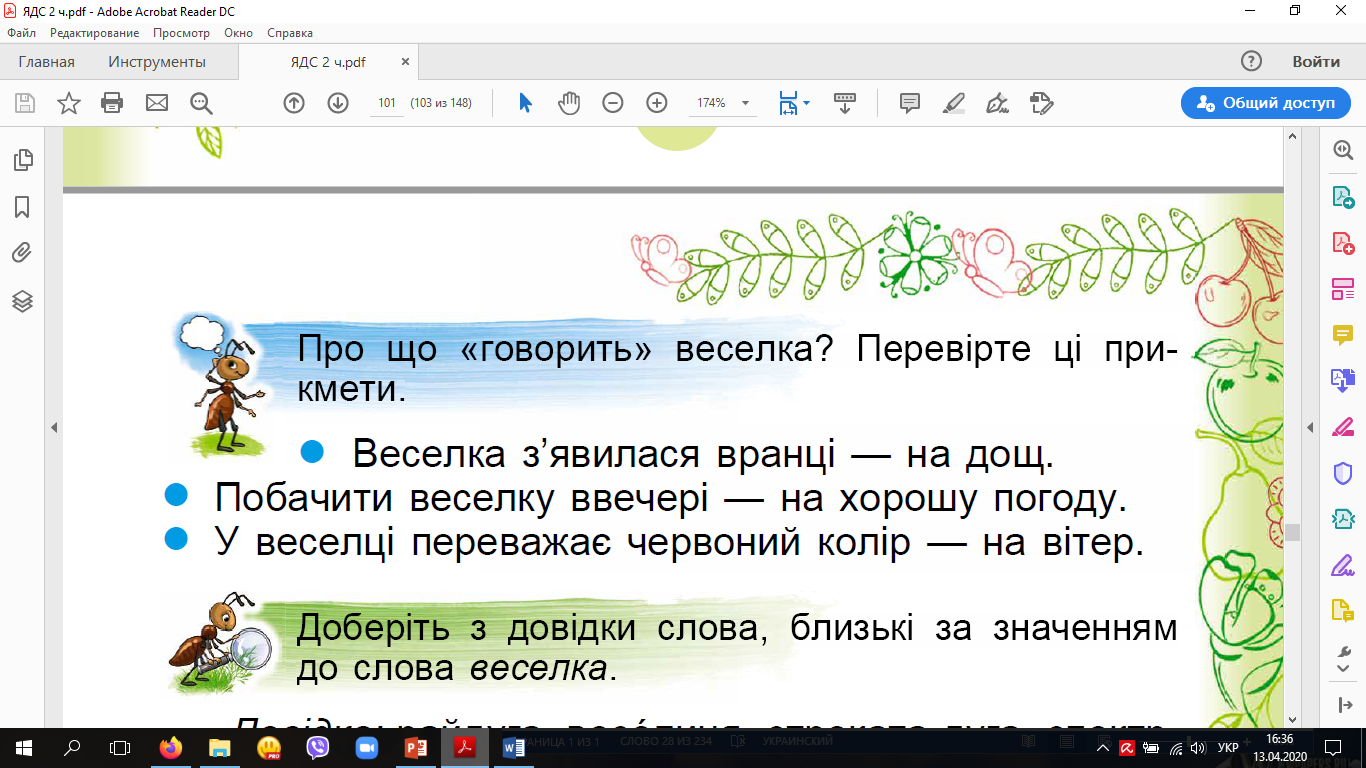 ЯДС 2 ч.pdf - Adobe Acrobat Reader DC
Файл Редактирование Просмотр Окно Справка
Главная Инструменты ЯДС 2 ч.pdf × Войти
101 (103 из 148) 174% Общий доступ
Про що «говорить» веселка? Перевірте ці при-
кмети.
Веселка з’явилася вранці — на дощ.
Побачити веселку ввечері — на хорошу погоду.
У веселці переважає червоний колір — на вітер.
Доберіть з довідки слова, близькі за значенням
до слова веселка.
СЛОВО 28 ИЗ 234 УКРАИНСКИЙ
УКР 16:36
13.04.2020